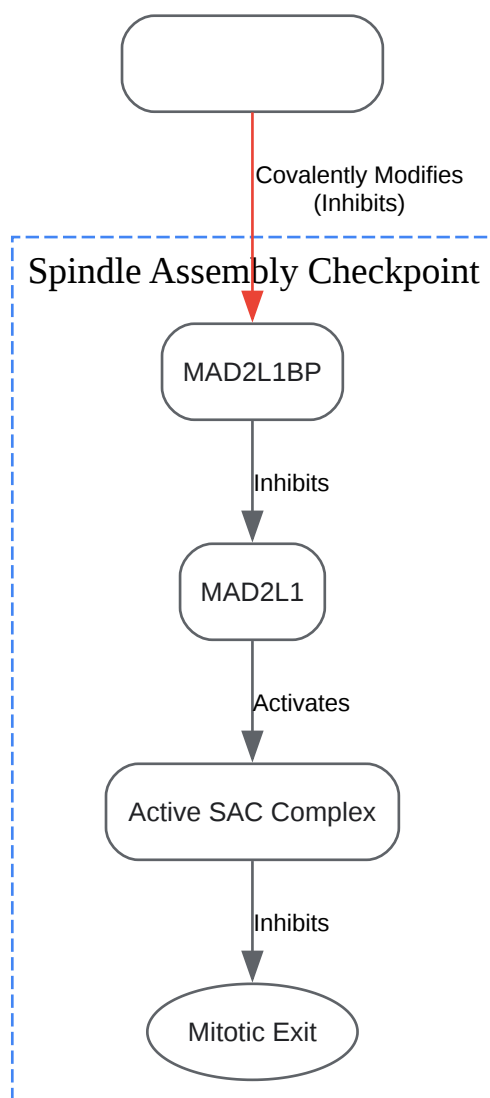 Covalently Modifies
(Inhibits)
Spindle Assembly Checkpoint
MAD2L1BP
Inhibits
MAD2L1
Activates
Active SAC Complex
Inhibits
Mitotic Exit